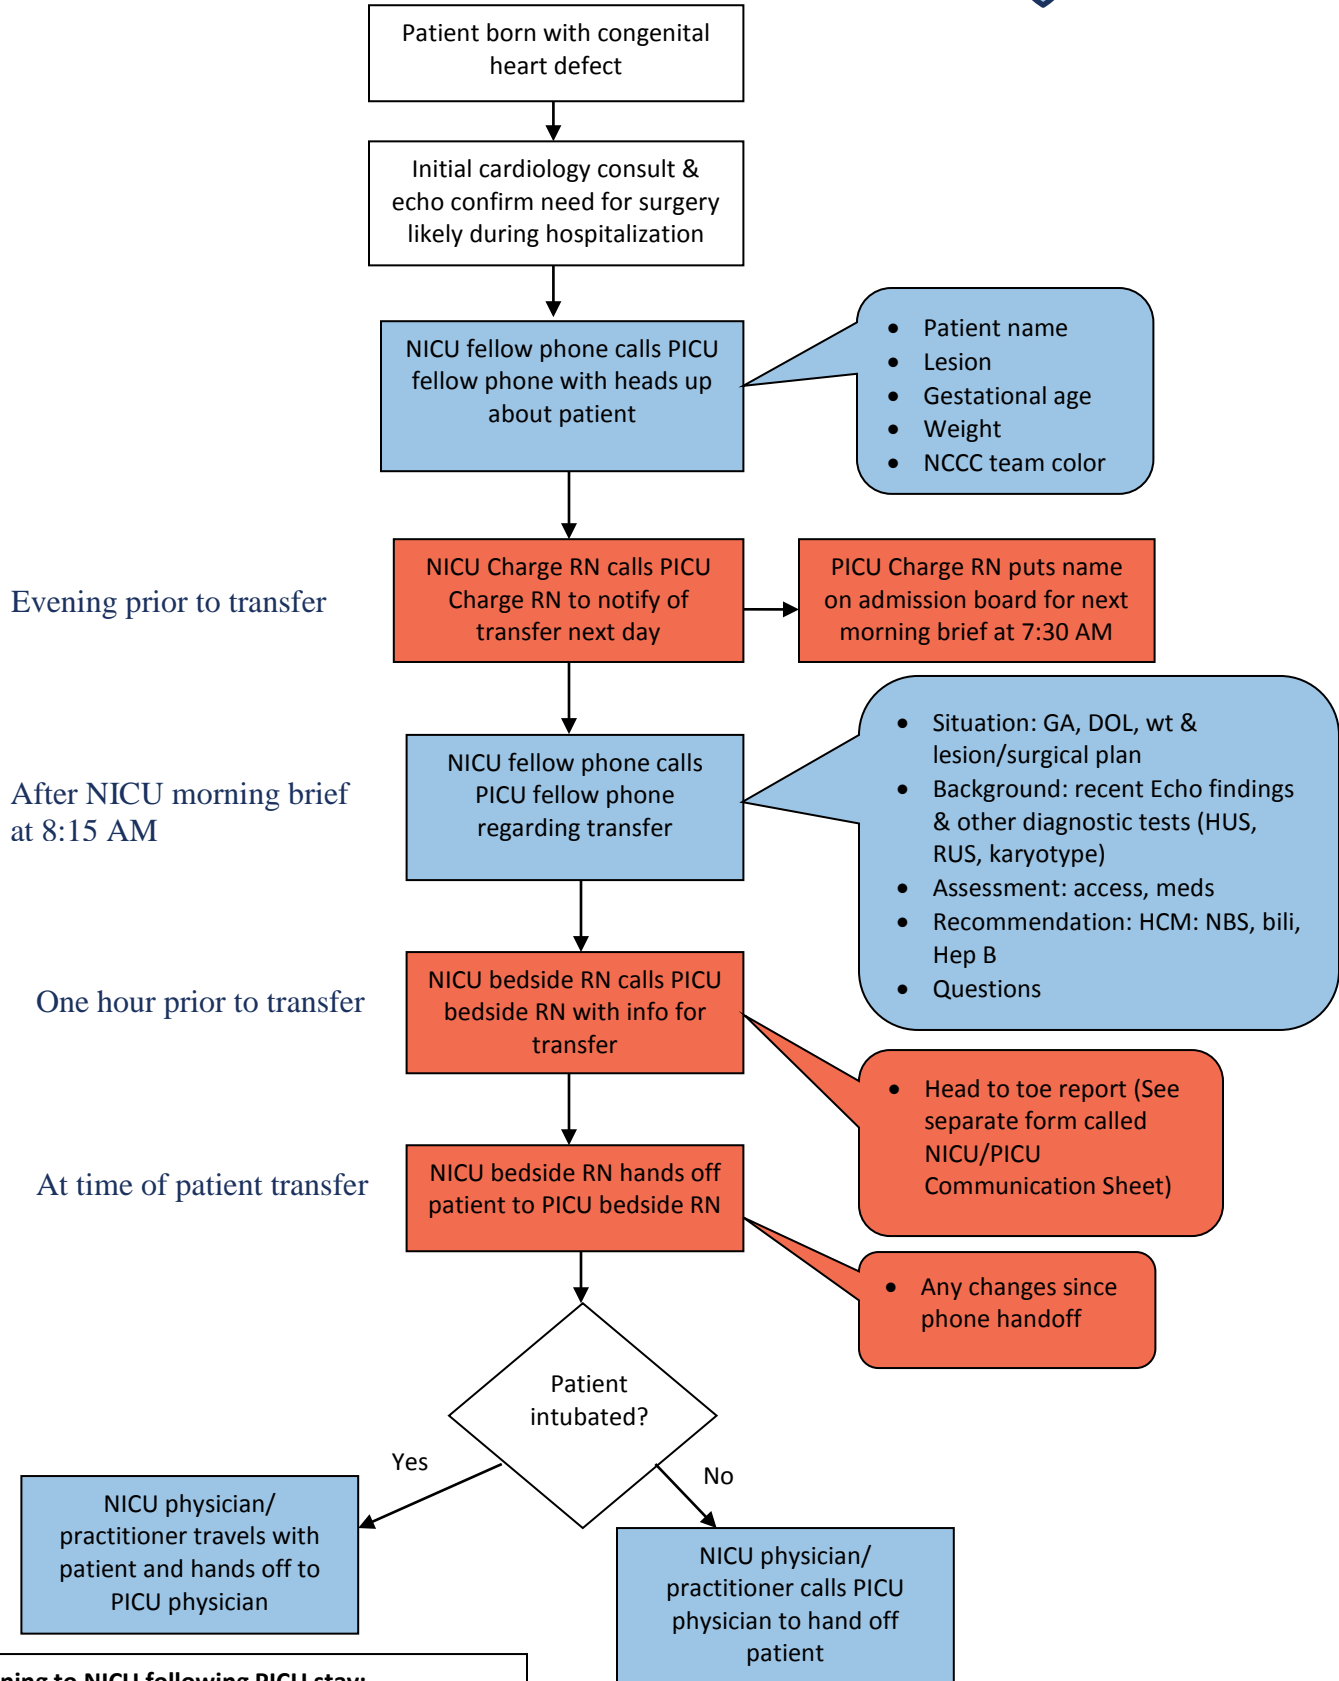 Patient born with congenital
heart defect
Initial cardiology consult &
echo confirm need for surgery
likely during hospitalization
NICU fellow phone calls PICU
fellow phone with heads up
about patient
• Patient name
• Lesion
• Gestational age
• Weight
• NCCC team color
Evening prior to transfer
NICU Charge RN calls PICU
Charge RN to notify of
transfer next day
PICU Charge RN puts name
on admission board for next
morning brief at 7:30 AM
After NICU morning brief
at 8:15 AM
NICU fellow phone calls
PICU fellow phone
regarding transfer
• Situation: GA, DOL, wt &
lesion/surgical plan
• Background: recent Echo findings
& other diagnostic tests (HUS,
RUS, karyotype)
• Assessment: access, meds
• Recommendation: HCM: NBS, bili,
Hep B
• Questions
One hour prior to transfer
NICU bedside RN calls PICU
bedside RN with info for
transfer
• Head to toe report (See
separate form called
NICU/PICU
Communication Sheet)
At time of patient transfer
NICU bedside RN hands off
patient to PICU bedside RN
• Any changes since
phone handoff
Patient
intubated?
Yes
No
NICU physician/
practitioner travels with
patient and hands off to
PICU physician
NICU physician/
practitioner calls PICU
physician to hand off
patient
ning to NICU following PICU stay: